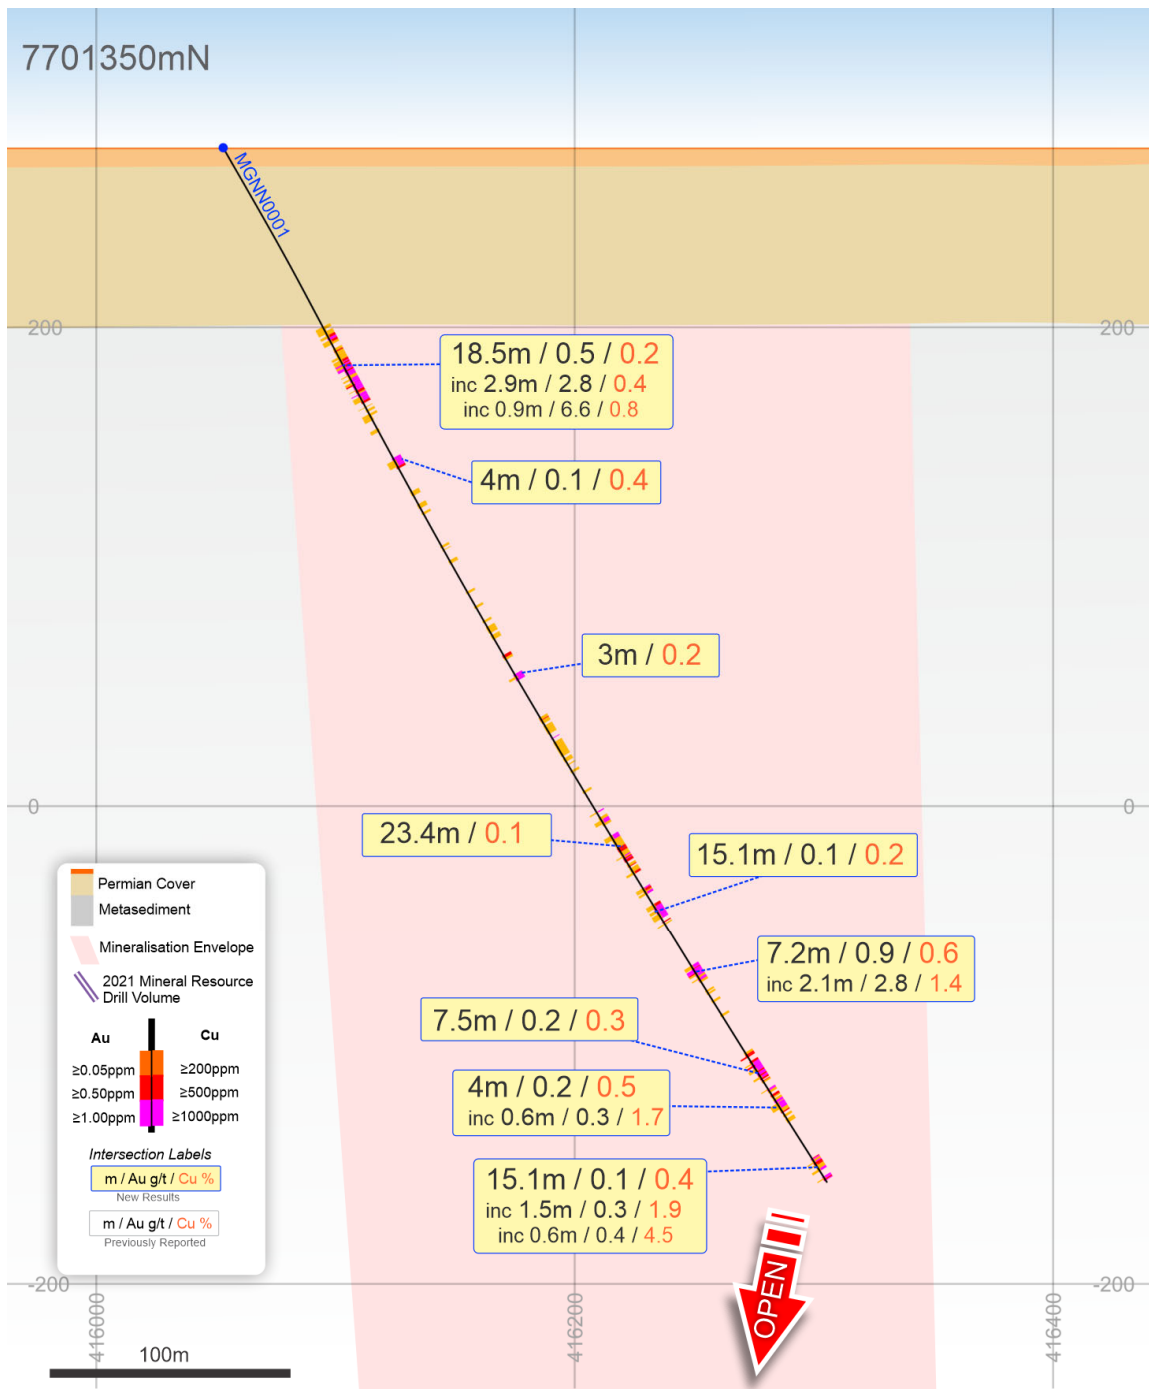 7701350mN
MGNN0001
200
200
18.5m / 0.5 / 0.2
inc 2.9m / 2.8 / 0.4
inc 0.9m / 6.6 / 0.8
4m / 0.1 / 0.4
3m / 0.2
0
0
23.4m / 0.1
15.1m / 0.1 / 0.2
7.2m / 0.9 / 0.6
inc 2.1m / 2.8 / 1.4
7.5m / 0.2 / 0.3
4m / 0.2 / 0.5
inc 0.6m / 0.3 / 1.7
15.1m / 0.1 / 0.4
inc 1.5m / 0.3 / 1.9
inc 0.6m / 0.4 / 4.5
OPEN
Permian Cover
Metasediment
Mineralisation Envelope
2021 Mineral Resource
Drill Volume
Au Cu
≥0.05ppm ≥200ppm
≥0.50ppm ≥500ppm
≥1.00ppm ≥1000ppm
Intersection Labels
m / Au g/t / Cu %
New Results
m / Au g/t / Cu %
Previously Reported
-200
-200
416000
416200
416400
100m